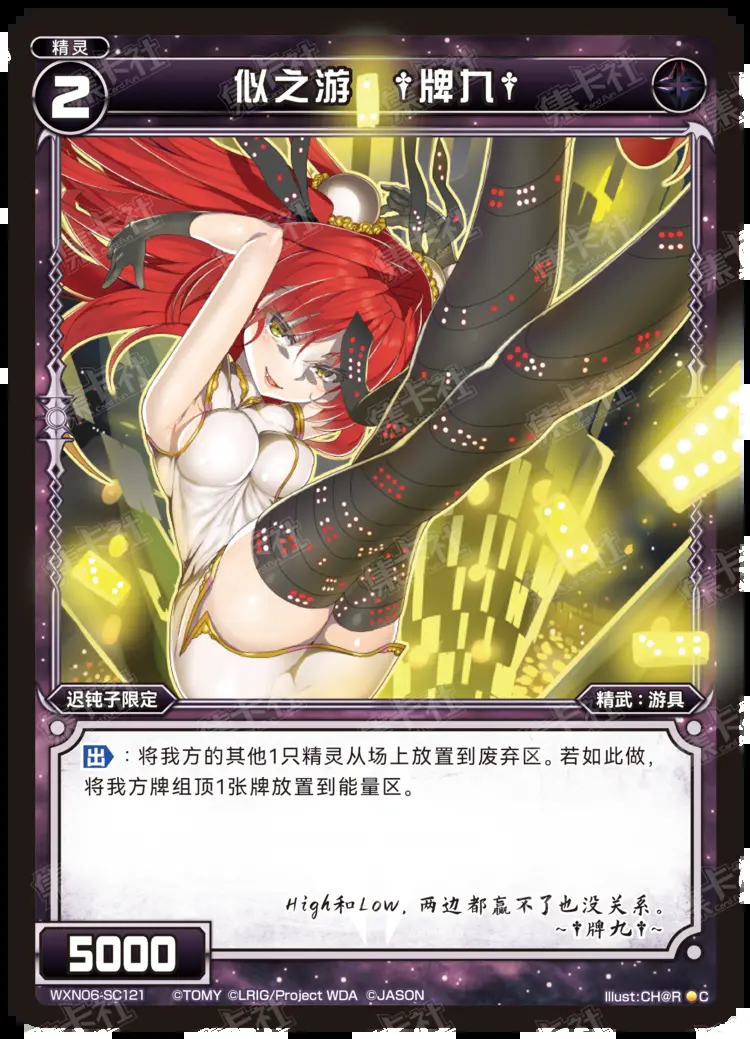 精灵
2
似之游 †牌九†
迟钝子限定
精武：游具
出：将我方的其他1只精灵从场上放置到废弃区。若如此做，
将我方牌组顶1张牌放置到能量区。
High和Low，两边都赢不了也没关系。
~†牌九†~
5000
WXN06-SC121 ©TOMY ©LRIG/Project WDA ©JASON
Illust:CH@R C
集卡社